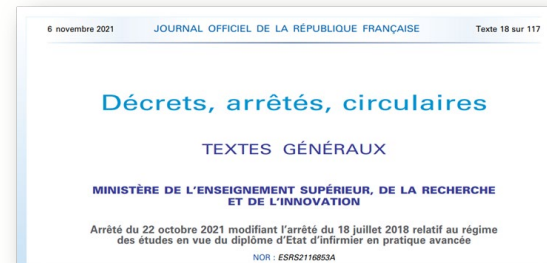 6 novembre 2021 JOURNAL OFFICIEL DE LA RÉPUBLIQUE FRANÇAISE Texte 18 sur 117
Décrets, arrêtés, circulaires
TEXTES GÉNÉRAUX
MINISTÈRE DE L'ENSEIGNEMENT SUPÉRIEUR, DE LA RECHERCHE
ET DE L'INNOVATION
Arrêté du 22 octobre 2021 modifiant l'arrêté du 18 juillet 2018 relatif au régime
des études en vue du diplôme d'Etat d'infirmier en pratique avancée
NOR : ESRS2116853A